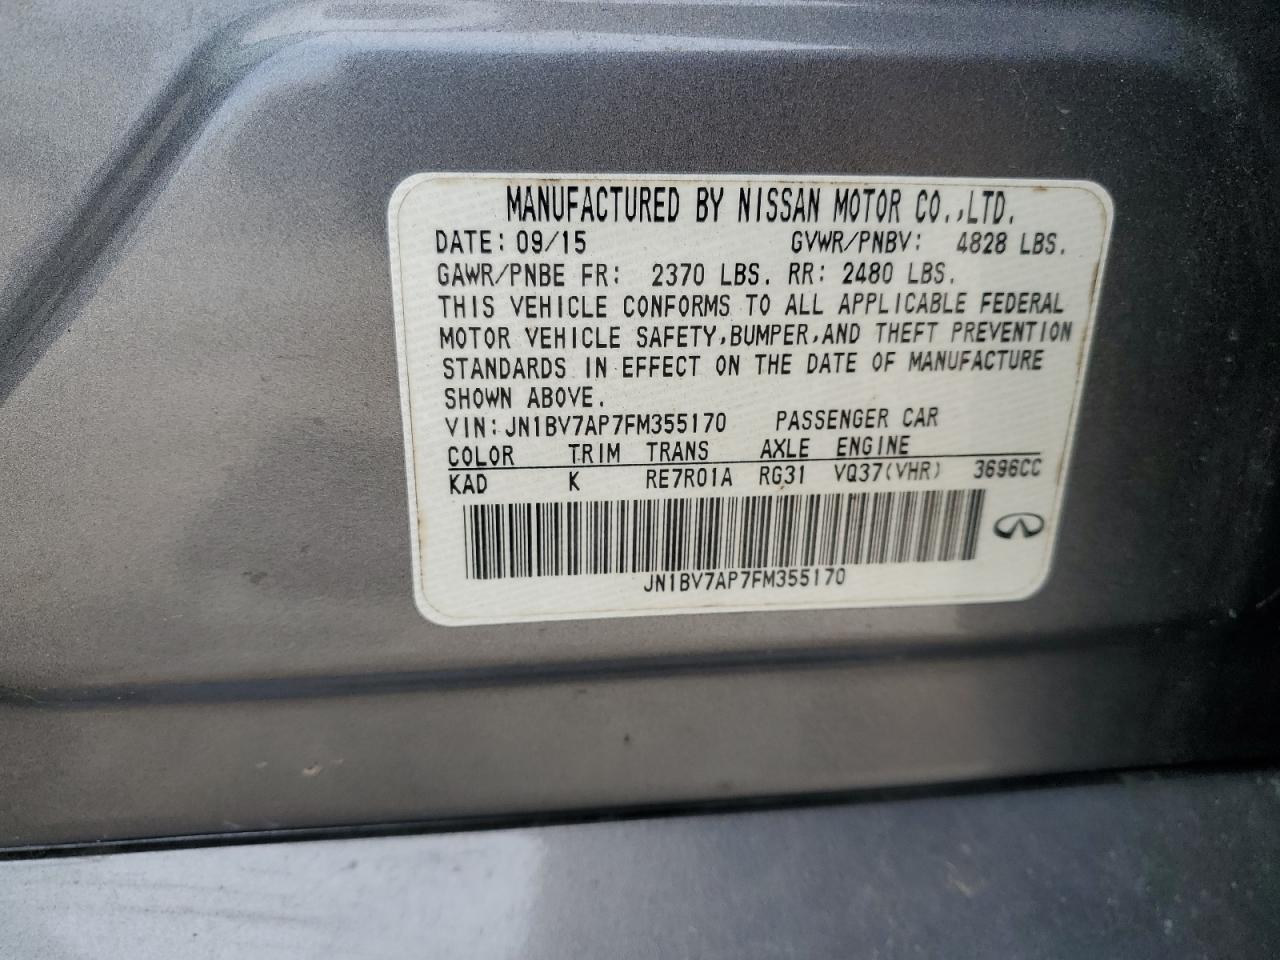 MANUFACTURED BY NISSAN MOTOR CO.,LTD.
DATE: 09/15 GVWR/PNBV: 4828 LBS.
GAWR/PNBE FR: 2370 LBS. RR: 2480 LBS.
THIS VEHICLE CONFORMS TO ALL APPLICABLE FEDERAL
MOTOR VEHICLE SAFETY,BUMPER,AND THEFT PREVENTION
STANDARDS IN EFFECT ON THE DATE OF MANUFACTURE
SHOWN ABOVE.
VIN: JN1BV7AP7FM355170 PASSENGER CAR
COLOR TRIM TRANS AXLE ENGINE
KAD K RE7R01A RG31 VQ37(VHR) 3696CC
JN1BV7AP7FM355170